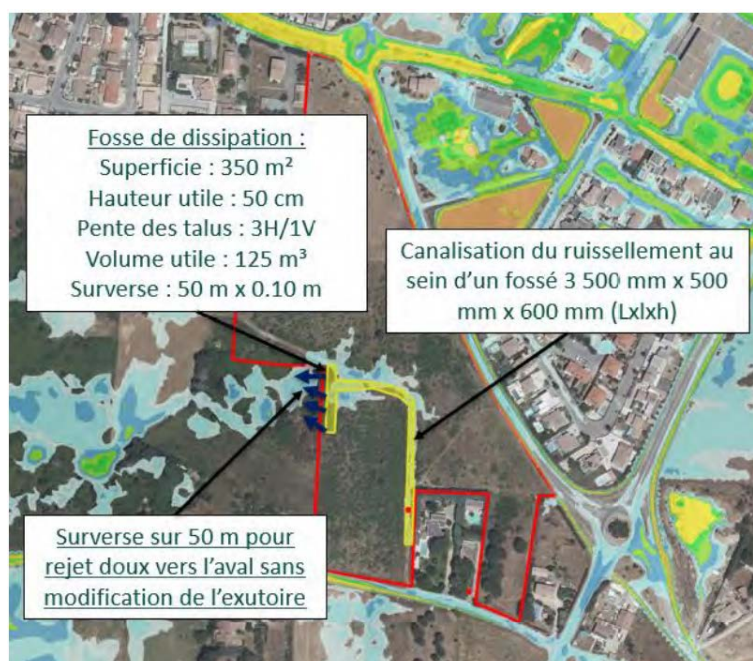 Fosse de dissipation :
Superficie : 350 m²
Hauteur utile : 50 cm
Pente des talus : 3H/1V
Volume utile : 125 m³
Surverse : 50 m x 0.10 m
Canalisation du ruissellement au
sein d’un fossé 3 500 mm x 500
mm x 600 mm (Lxlxh)
Surverse sur 50 m pour
rejet doux vers l’aval sans
modification de l’exutoire